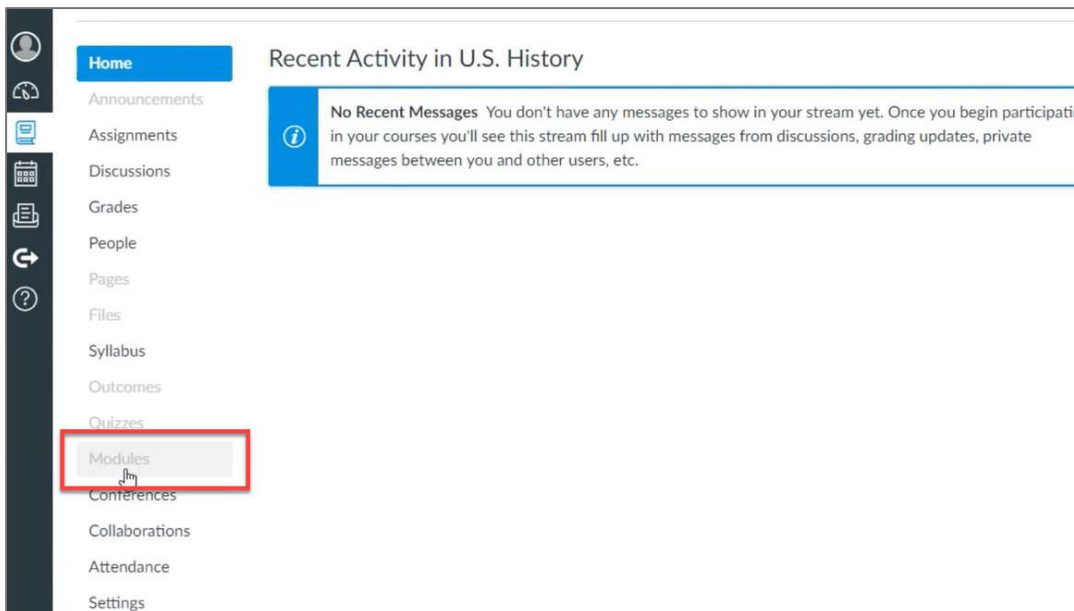 Home
Announcements
Assignments
Discussions
Grades
People
Pages
Files
Syllabus
Outcomes
Quizzes
Modules
Conferences
Collaborations
Attendance
Settings
Recent Activity in U.S. History
No Recent Messages You don't have any messages to show in your stream yet. Once you begin participati
in your courses you'll see this stream fill up with messages from discussions, grading updates, private
messages between you and other users, etc.